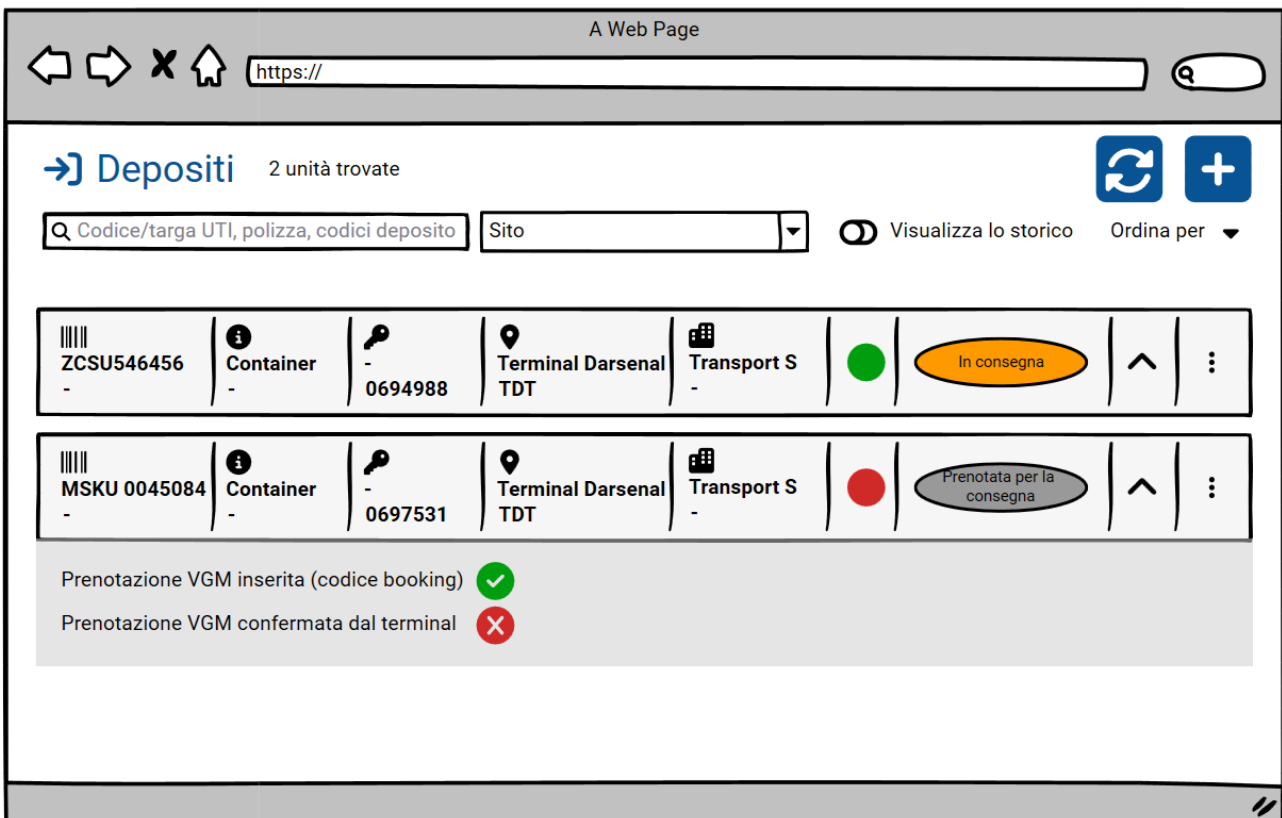 A Web Page
https://
Depositi 2 unità trovate
Codice/targa UTI, polizza, codici deposito Sito Visualizza lo storico Ordina per
ZCSU546456 Container - Terminal Darsenal Transport S In consegna
- - 0694988 TDT -
MSKU 0045084 Container - Terminal Darsenal Transport S Prenotata per la consegna
- - 0697531 TDT -
Prenotazione VGM inserita (codice booking)
Prenotazione VGM confermata dal terminal